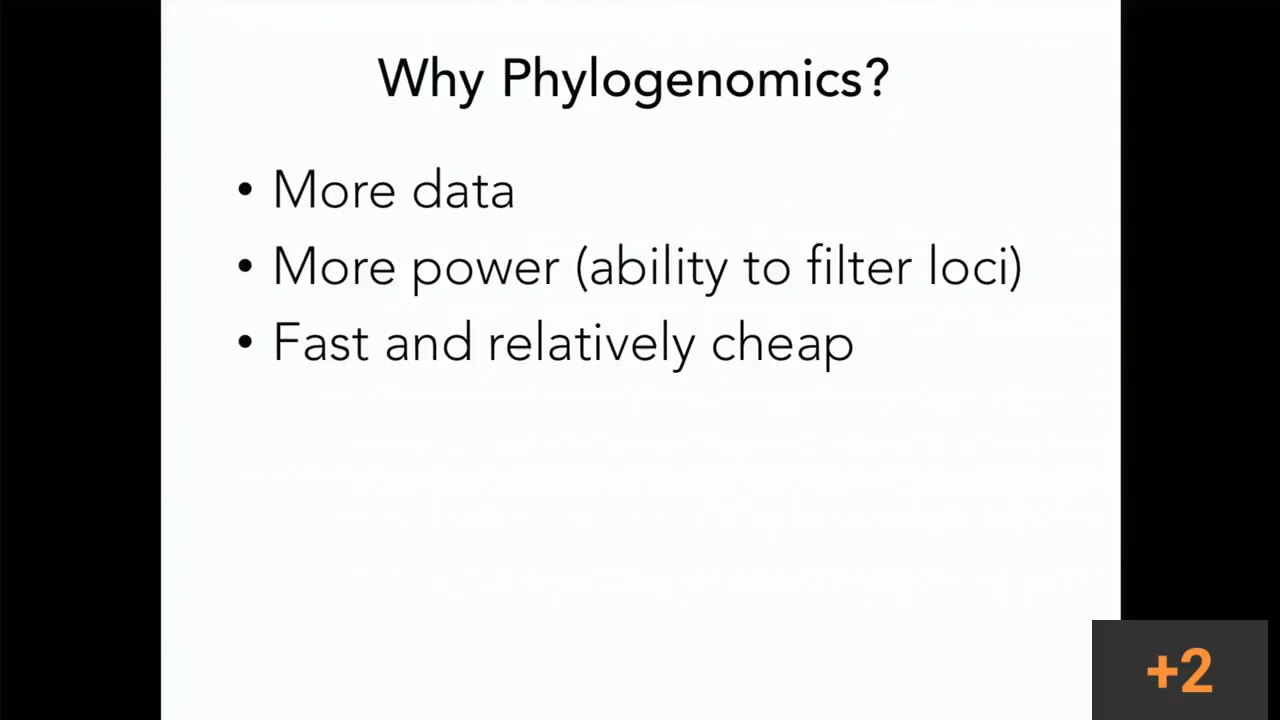 Why Phylogenomics?
• More data
• More power (ability to filter loci)
• Fast and relatively cheap
+2